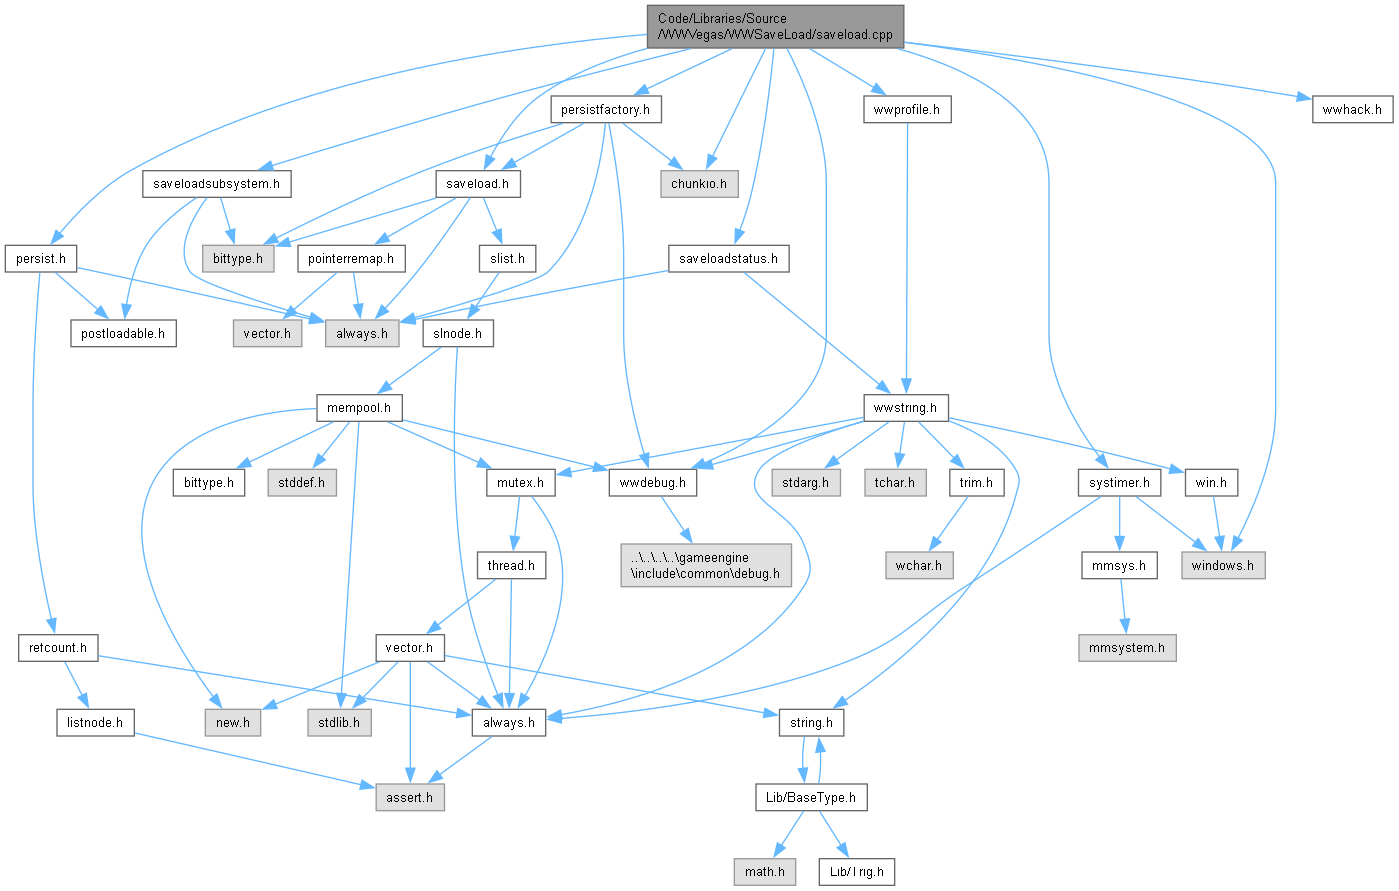 Code/Libraries/Source
/WWVegas/WWSaveLoad/saveload.cpp
persistfactory.h
wwprofile.h
wwhack.h
saveloadsubsystem.h
saveload.h
chunkio.h
persist.h
bittype.h
pointerremap.h
slist.h
saveloadstatus.h
postloadable.h
vector.h
always.h
slnode.h
mempool.h
wwstring.h
bittype.h
stddef.h
mutex.h
wwdebug.h
stdarg.h
tchar.h
trim.h
systimer.h
win.h
thread.h
..\..\..\..\gameengine
\include\common\debug.h
wchar.h
mmsys.h
windows.h
refcount.h
vector.h
mmsystem.h
listnode.h
new.h
stdlib.h
always.h
string.h
assert.h
Lib/BaseType.h
math.h
Lib/Trig.h